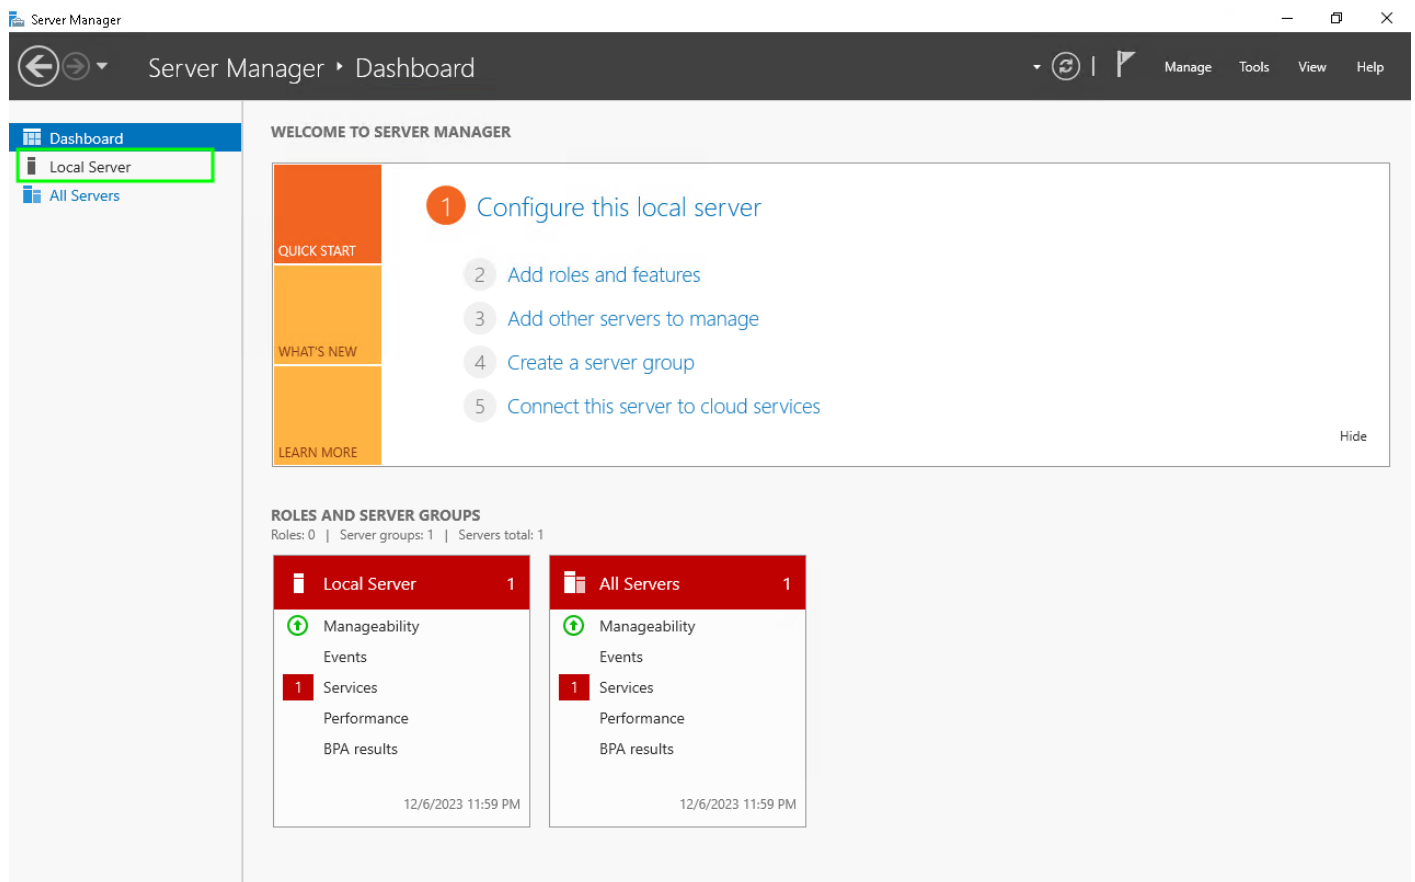 Server Manager
Server Manager ‣ Dashboard
Manage Tools View Help
Dashboard
Local Server
All Servers
WELCOME TO SERVER MANAGER
QUICK START
WHAT'S NEW
LEARN MORE
1 Configure this local server
2 Add roles and features
3 Add other servers to manage
4 Create a server group
5 Connect this server to cloud services
Hide
ROLES AND SERVER GROUPS
Roles: 0 | Server groups: 1 | Servers total: 1
Local Server 1
Manageability
Events
1 Services
Performance
BPA results
12/6/2023 11:59 PM
All Servers 1
Manageability
Events
1 Services
Performance
BPA results
12/6/2023 11:59 PM